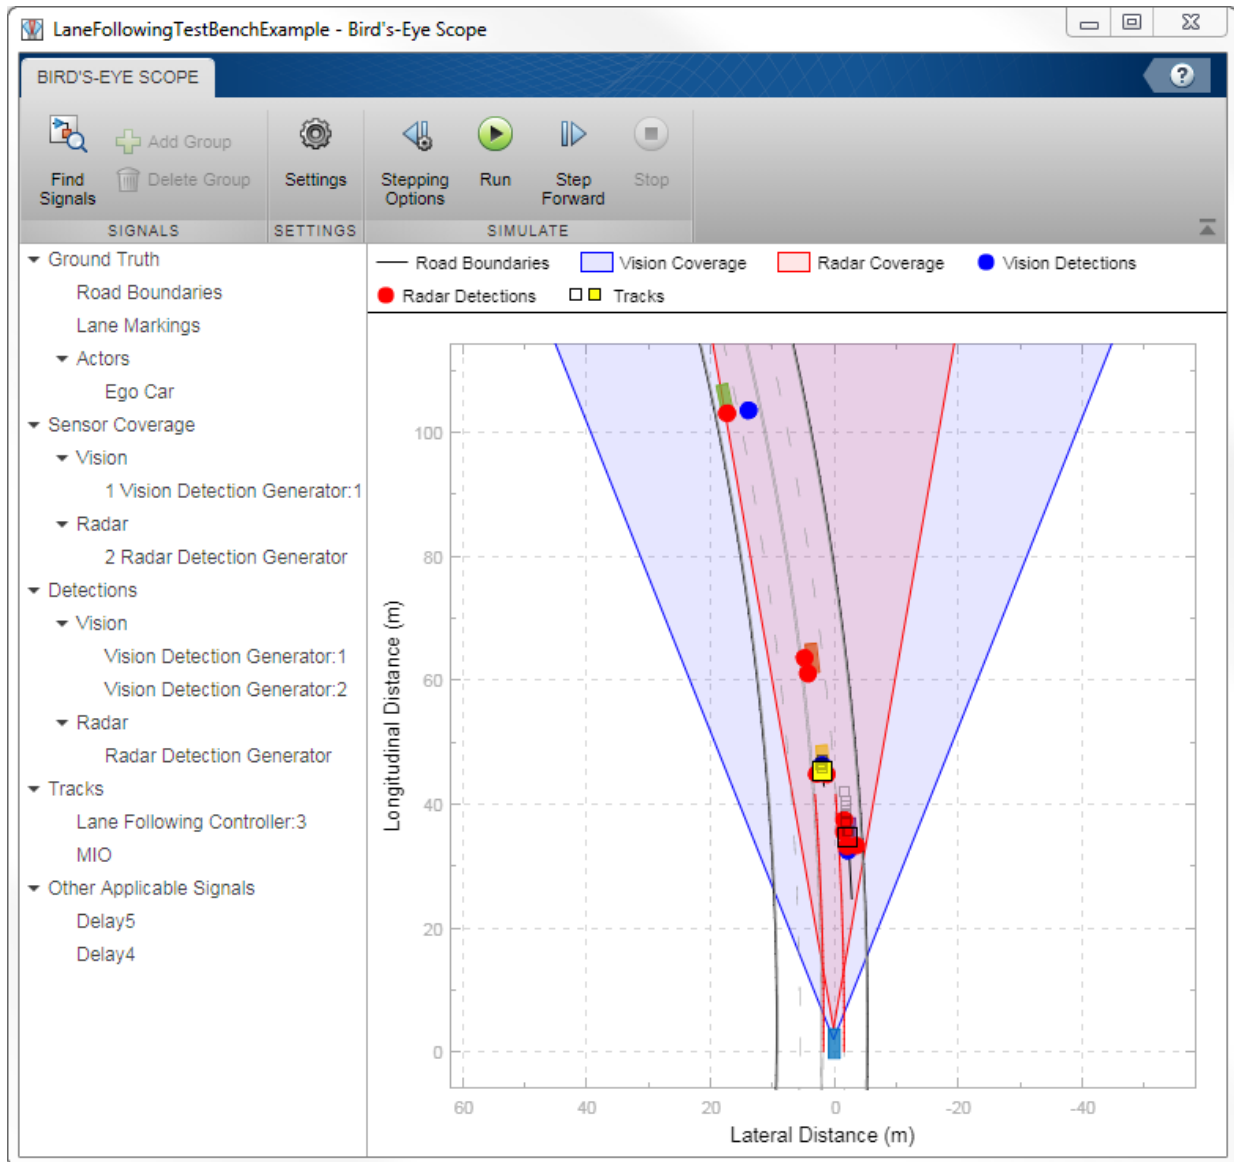 LaneFollowingTestBenchExample - Bird's-Eye Scope
BIRD'S-EYE SCOPE
?
Find Signals
Add Group
Delete Group
Settings
Stepping Options
Run
Step Forward
Stop
SIGNALS
SETTINGS
SIMULATE
Ground Truth
Road Boundaries
Lane Markings
Actors
Ego Car
Sensor Coverage
Vision
1 Vision Detection Generator:1
Radar
2 Radar Detection Generator
Detections
Vision
Vision Detection Generator:1
Vision Detection Generator:2
Radar
Radar Detection Generator
Tracks
Lane Following Controller:3
MIO
Other Applicable Signals
Delay5
Delay4
Road Boundaries
Vision Coverage
Radar Coverage
Vision Detections
Radar Detections
Tracks
Longitudinal Distance (m)
100
80
60
40
20
0
60
20
0
-20
-40
Lateral Distance (m)